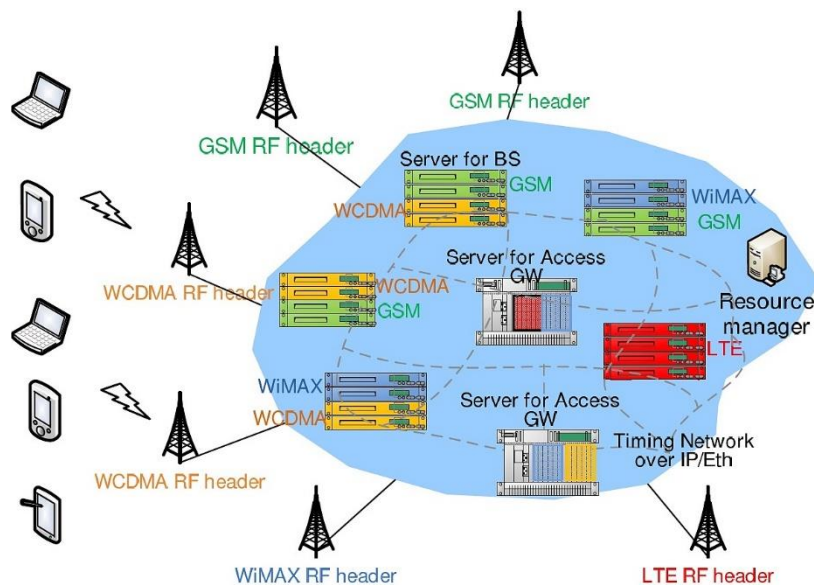 GSM RF header
GSM RF header
Server for BS
GSM
WCDMA
WiMAX
GSM
WCDMA RF header
Server for Access
GW
WCDMA
GSM
Resource
manager
LTE
WiMAX
WCDMA
Server for Access
GW
Timing Network
over IP/Eth
WCDMA RF header
WiMAX RF header
LTE RF header